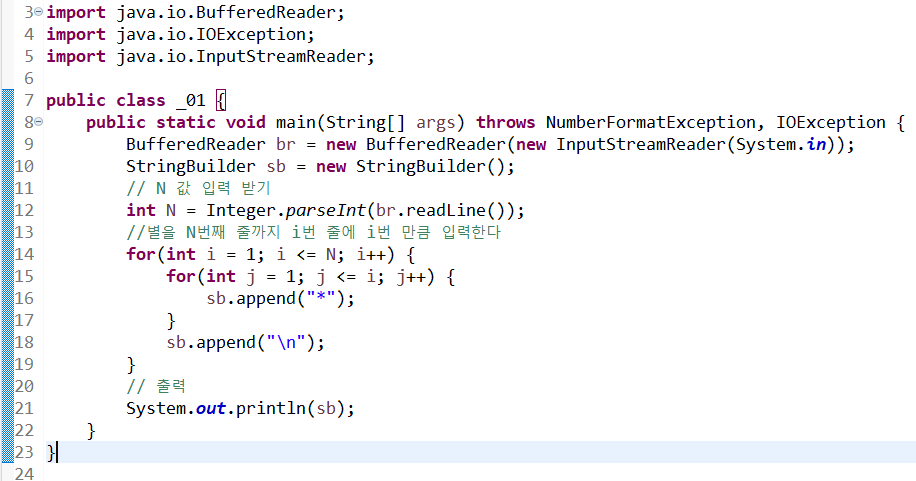 3 import java.io.BufferedReader;
4 import java.io.IOException;
5 import java.io.InputStreamReader;
6
7 public class _01 {
8     public static void main(String[] args) throws NumberFormatException, IOException {
9         BufferedReader br = new BufferedReader(new InputStreamReader(System.in));
10         StringBuilder sb = new StringBuilder();
11         // N 값 입력 받기
12         int N = Integer.parseInt(br.readLine());
13         //별을 N번째 줄까지 i번 줄에 i번 만큼 입력한다
14         for(int i = 1; i <= N; i++) {
15             for(int j = 1; j <= i; j++) {
16                 sb.append("*");
17             }
18             sb.append("\n");
19         }
20         // 출력
21         System.out.println(sb);
22     }
23 }
24